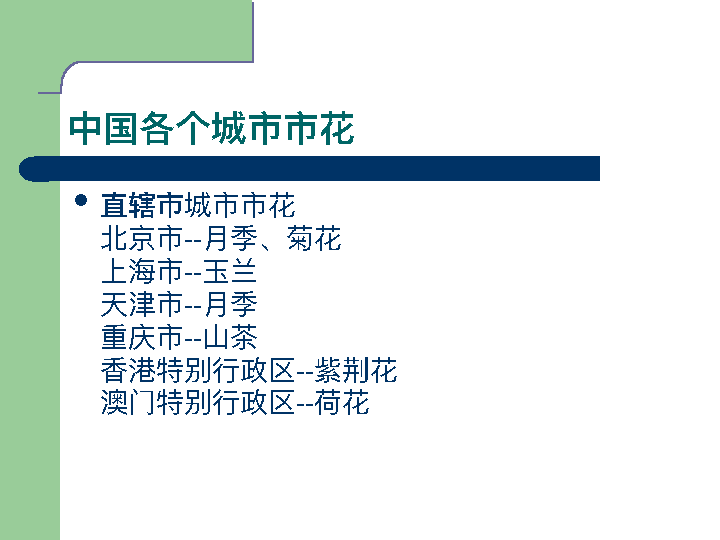 中国各个城市市花
直辖市城市市花
北京市--月季、菊花
上海市--玉兰
天津市--月季
重庆市--山茶
香港特别行政区--紫荆花
澳门特别行政区--荷花